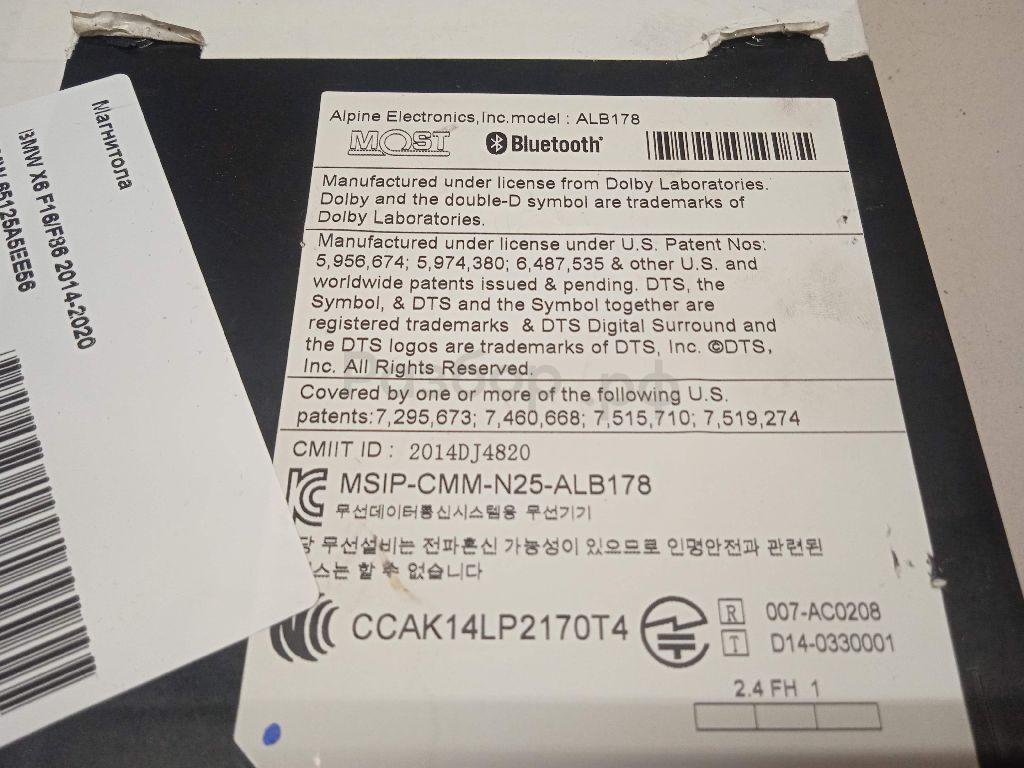 Alpine Electronics,Inc.model : ALB178
MOST Bluetooth
Manufactured under license from Dolby Laboratories.
Dolby and the double-D symbol are trademarks of
Dolby Laboratories.
Manufactured under license under U.S. Patent Nos:
5,956,674; 5,974,380; 6,487,535 & other U.S. and
worldwide patents issued & pending. DTS, the
Symbol, & DTS and the Symbol together are
registered trademarks & DTS Digital Surround and
the DTS logos are trademarks of DTS, Inc. ©DTS,
Inc. All Rights Reserved.
Covered by one or more of the following U.S.
patents:7,295,673; 7,460,668; 7,515,710; 7,519,274
CMIIT ID : 2014DJ4820
MSIP-CMM-N25-ALB178
무선데이터통신시스템용 무선기기
당 무선설비는 전파혼신 가능성이 있으므로 인명안전과 관련된
스는 할 수 없습니다
CCAK14LP2170T4
R 007-AC0208
T D14-0330001
2.4 FH 1
Магнитола
BMW X6 F16/F86 2014-2020
65125A5EE56
Разбор.рф